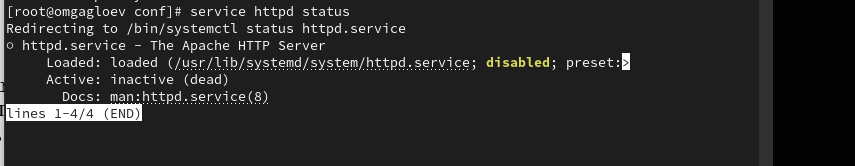 [root@omgagloev conf]# service httpd status
Redirecting to /bin/systemctl status httpd.service
○ httpd.service - The Apache HTTP Server
     Loaded: loaded (/usr/lib/systemd/system/httpd.service; disabled; preset:>
     Active: inactive (dead)
       Docs: man:httpd.service(8)
lines 1-4/4 (END)